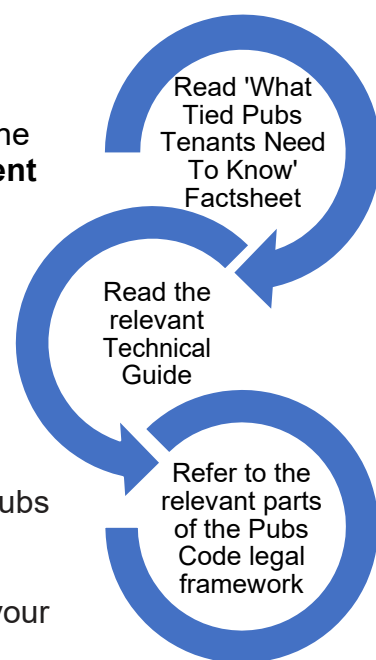 Read 'What
Tied Pubs
Tenants Need
To Know'
Factsheet
ent
Read the
relevant
Technical
Guide
Refer to the
relevant parts
of the Pubs
Code legal
framework
ubs
your